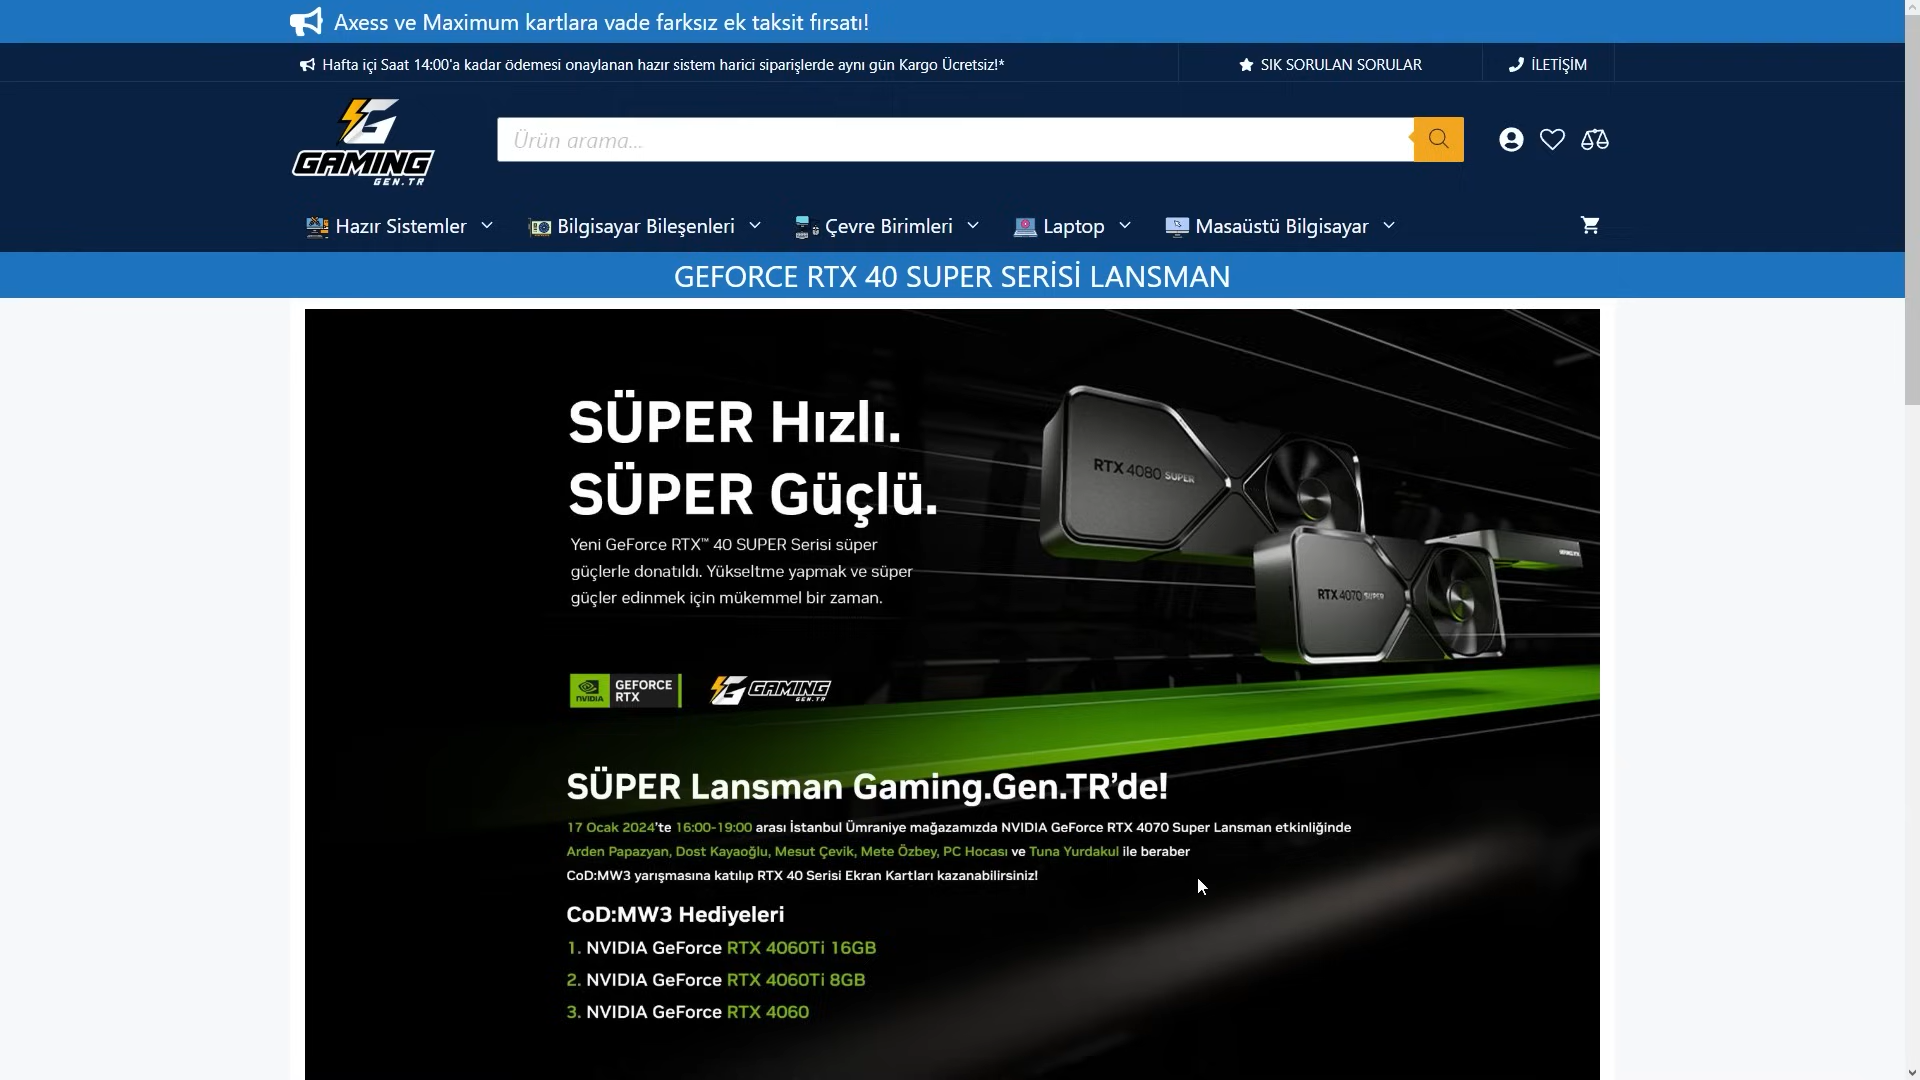 Axess ve Maximum kartlara vade farksız ek taksit fırsatı!
Hafta içi Saat 14:00'a kadar ödemesi onaylanan hazır sistem harici siparişlerde aynı gün Kargo Ücretsiz!*
SIK SORULAN SORULAR
İLETİŞİM
GAMING
GEN.TR
Ürün arama...
Hazır Sistemler
Bilgisayar Bileşenleri
Çevre Birimleri
Laptop
Masaüstü Bilgisayar
GEFORCE RTX 40 SUPER SERİSİ LANSMAN
SÜPER Hızlı.
SÜPER Güçlü.
Yeni GeForce RTX™ 40 SUPER Serisi süper
güçlerle donatıldı. Yükseltme yapmak ve süper
güçler edinmek için mükemmel bir zaman.
RTX 4080 SUPER
RTX 4070 SUPER
GEFORCE RTX
NVIDIA
GEFORCE
RTX
GAMING
GEN.TR
SÜPER Lansman Gaming.Gen.TR’de!
17 Ocak 2024'te 16:00-19:00 arası İstanbul Ümraniye mağazamızda NVIDIA GeForce RTX 4070 Super Lansman etkinliğinde
Arden Papazyan, Dost Kayaoğlu, Mesut Çevik, Mete Özbey, PC Hocası ve Tuna Yurdakul ile beraber
CoD:MW3 yarışmasına katılıp RTX 40 Serisi Ekran Kartları kazanabilirsiniz!
CoD:MW3 Hediyeleri
1. NVIDIA GeForce RTX 4060Ti 16GB
2. NVIDIA GeForce RTX 4060Ti 8GB
3. NVIDIA GeForce RTX 4060